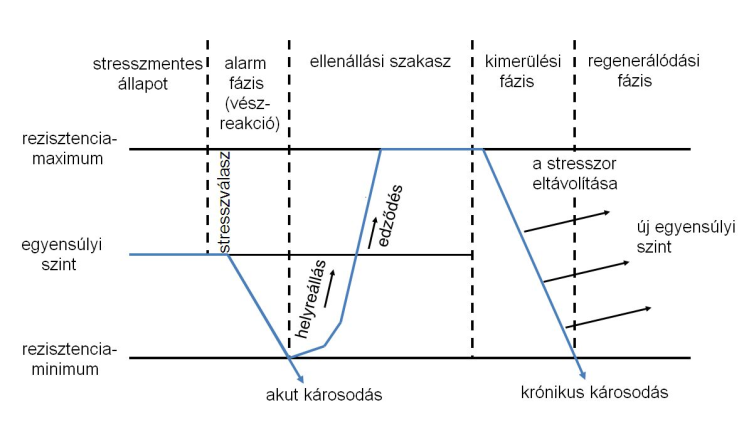 stresszmentes
állapot
alarm
fázis
(vész-
reakció)
ellenállási szakasz
kimerülési
fázis
regenerálódási
fázis
rezisztencia-
maximum
stresszválasz
a stresszor
eltávolítása
edződés
új egyensúlyi
szint
egyensúlyi
szint
helyreállás
rezisztencia-
minimum
akut károsodás
krónikus károsodás